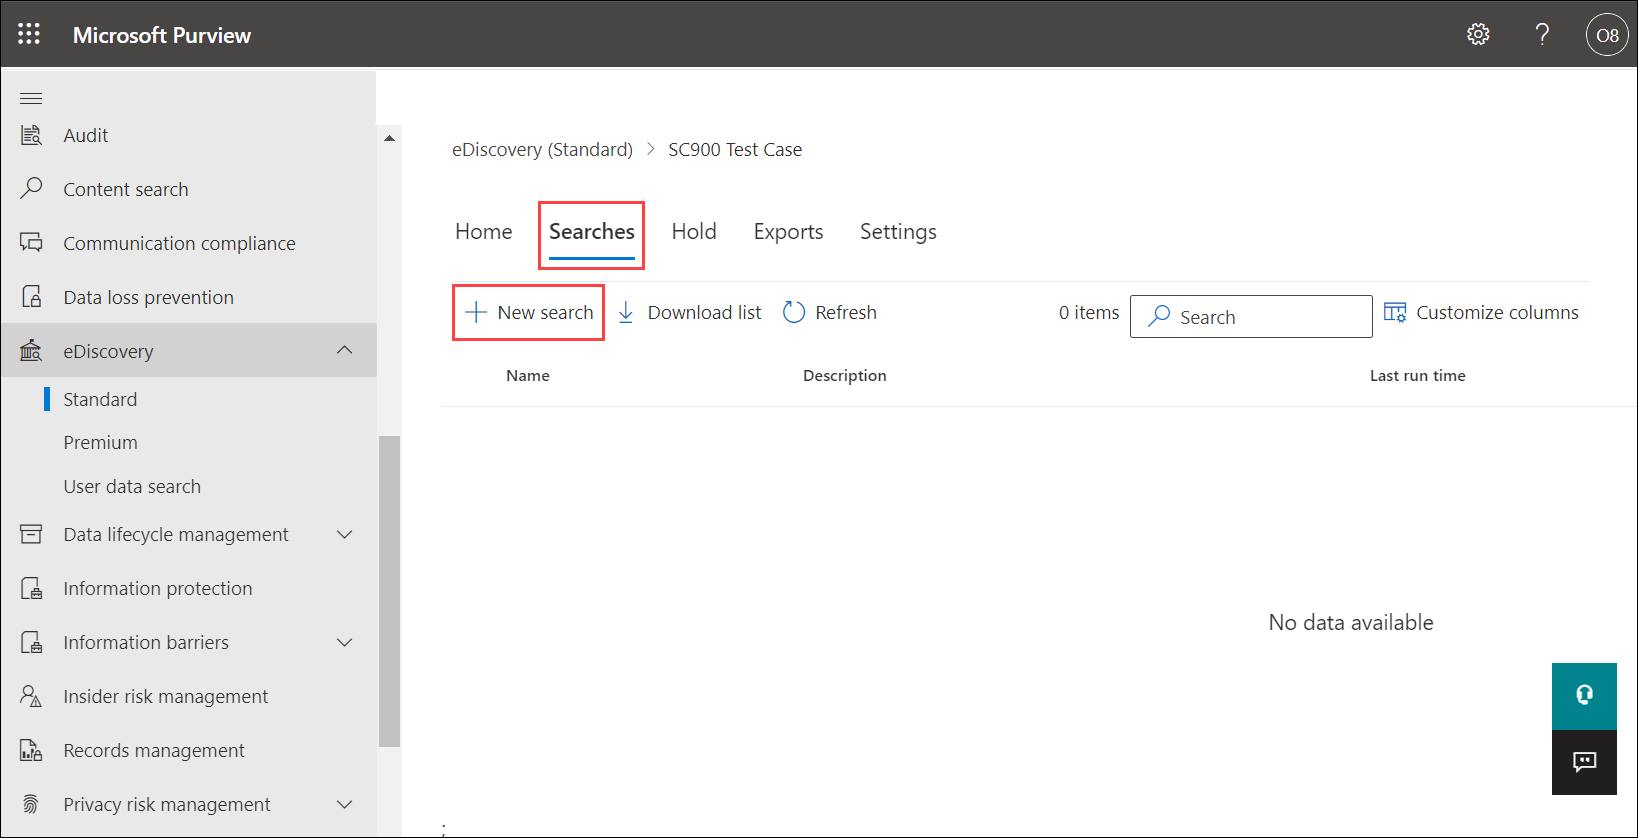 Microsoft Purview
?
O8
Audit
Content search
Communication compliance
Data loss prevention
eDiscovery
Standard
Premium
User data search
Data lifecycle management
Information protection
Information barriers
Insider risk management
Records management
Privacy risk management
eDiscovery (Standard) > SC900 Test Case
Home Searches Hold Exports Settings
New search Download list Refresh 0 items Search Customize columns
Name Description Last run time
No data available
;